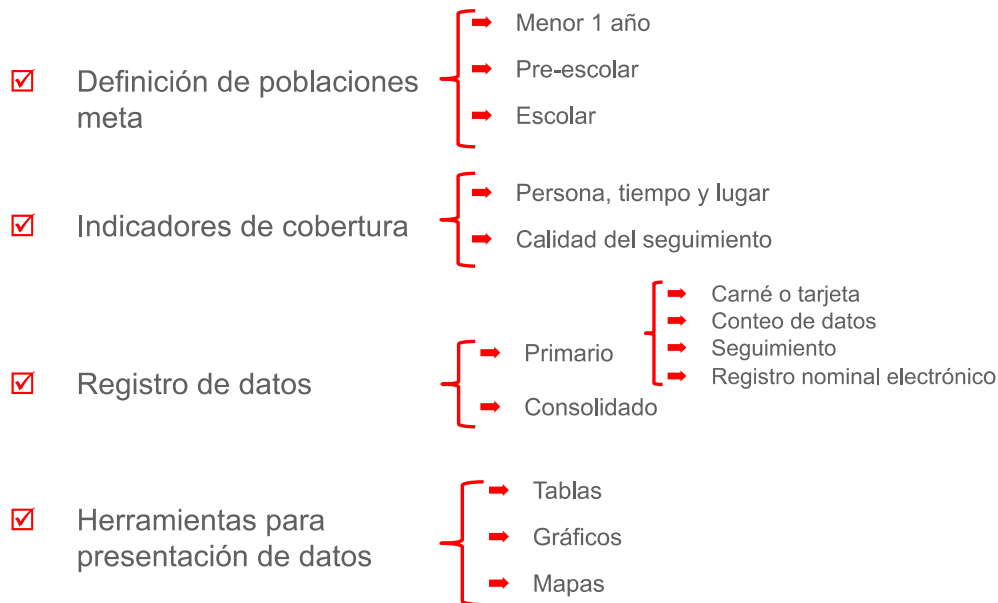 Definición de poblaciones
meta
Menor 1 año
Pre-escolar
Escolar
Indicadores de cobertura
Persona, tiempo y lugar
Calidad del seguimiento
Registro de datos
Primario
Carné o tarjeta
Conteo de datos
Seguimiento
Registro nominal electrónico
Consolidado
Herramientas para
presentación de datos
Tablas
Gráficos
Mapas